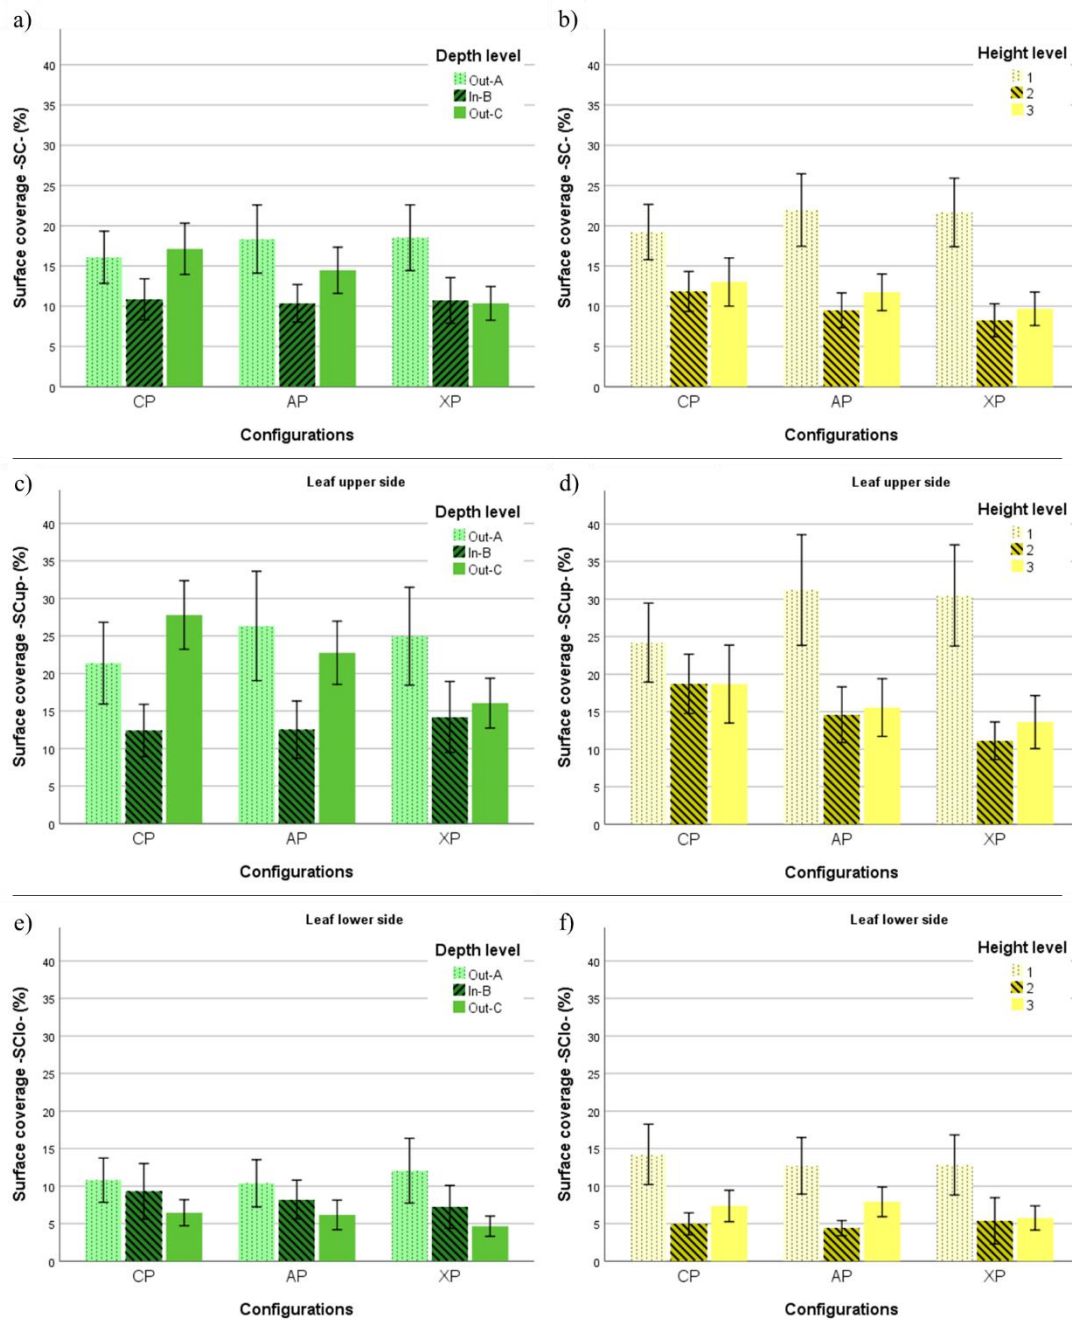 a)
Surface coverage -SC- (%)
40
35
30
25
20
15
10
5
0
Depth level
Out-A
In-B
Out-C
CP AP XP
Configurations
b)
Surface coverage -SC- (%)
40
35
30
25
20
15
10
5
0
Height level
1
2
3
CP AP XP
Configurations
c)
Leaf upper side
Surface coverage -SCup- (%)
40
35
30
25
20
15
10
5
0
Depth level
Out-A
In-B
Out-C
CP AP XP
Configurations
d)
Leaf upper side
Surface coverage -SCup- (%)
40
35
30
25
20
15
10
5
0
Height level
1
2
3
CP AP XP
Configurations
e)
Leaf lower side
Surface coverage -SClo- (%)
40
35
30
25
20
15
10
5
0
Depth level
Out-A
In-B
Out-C
CP AP XP
Configurations
f)
Leaf lower side
Surface coverage -SClo- (%)
40
35
30
25
20
15
10
5
0
Height level
1
2
3
CP AP XP
Configurations